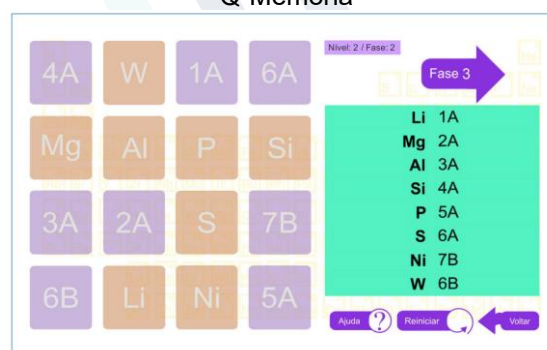 Q-Memória
4A W 1A 6A
Mg Al P Si
3A 2A S 7B
6B Li Ni 5A
Nível: 2 / Fase: 2
Fase 3
Li 1A
Mg 2A
Al 3A
Si 4A
P 5A
S 6A
Ni 7B
W 6B
Ajuda ? Reiniciar Voltar